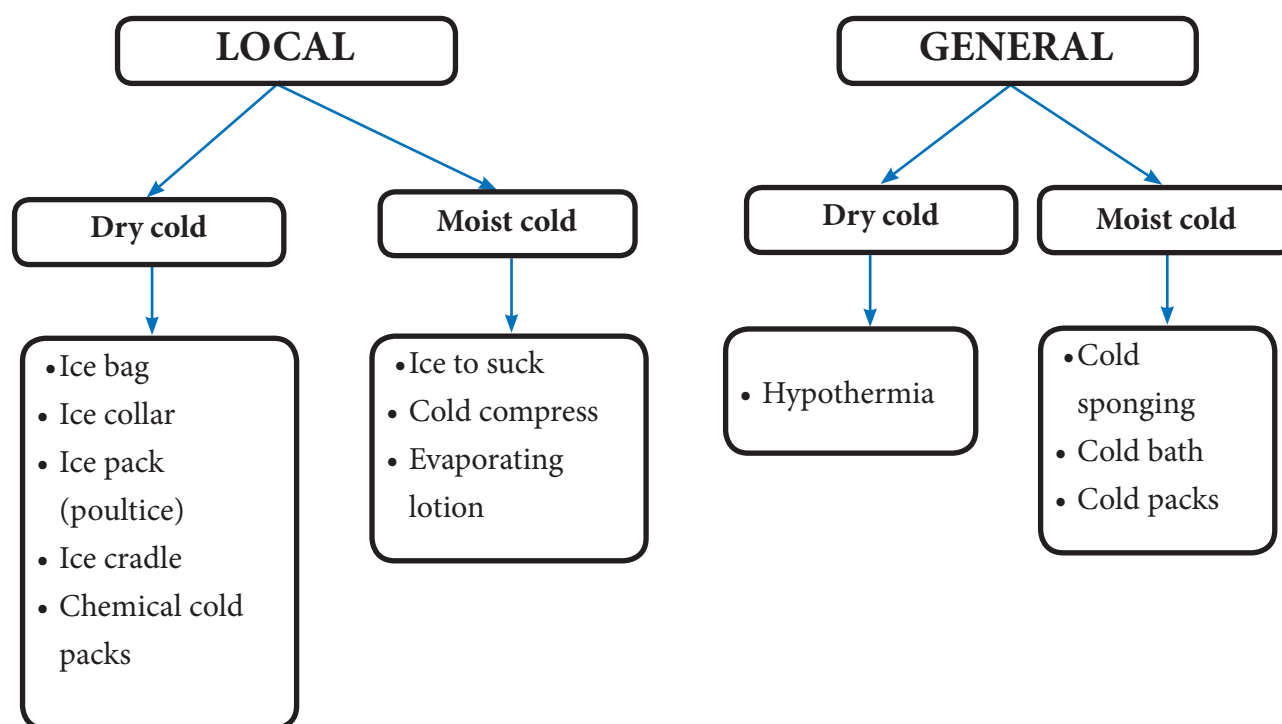 LOCAL
Dry cold
• Ice bag
• Ice collar
• Ice pack
(poultice)
• Ice cradle
• Chemical cold
packs
Moist cold
• Ice to suck
• Cold compress
• Evaporating
lotion
GENERAL
Dry cold
• Hypothermia
Moist cold
• Cold
sponging
• Cold bath
• Cold packs